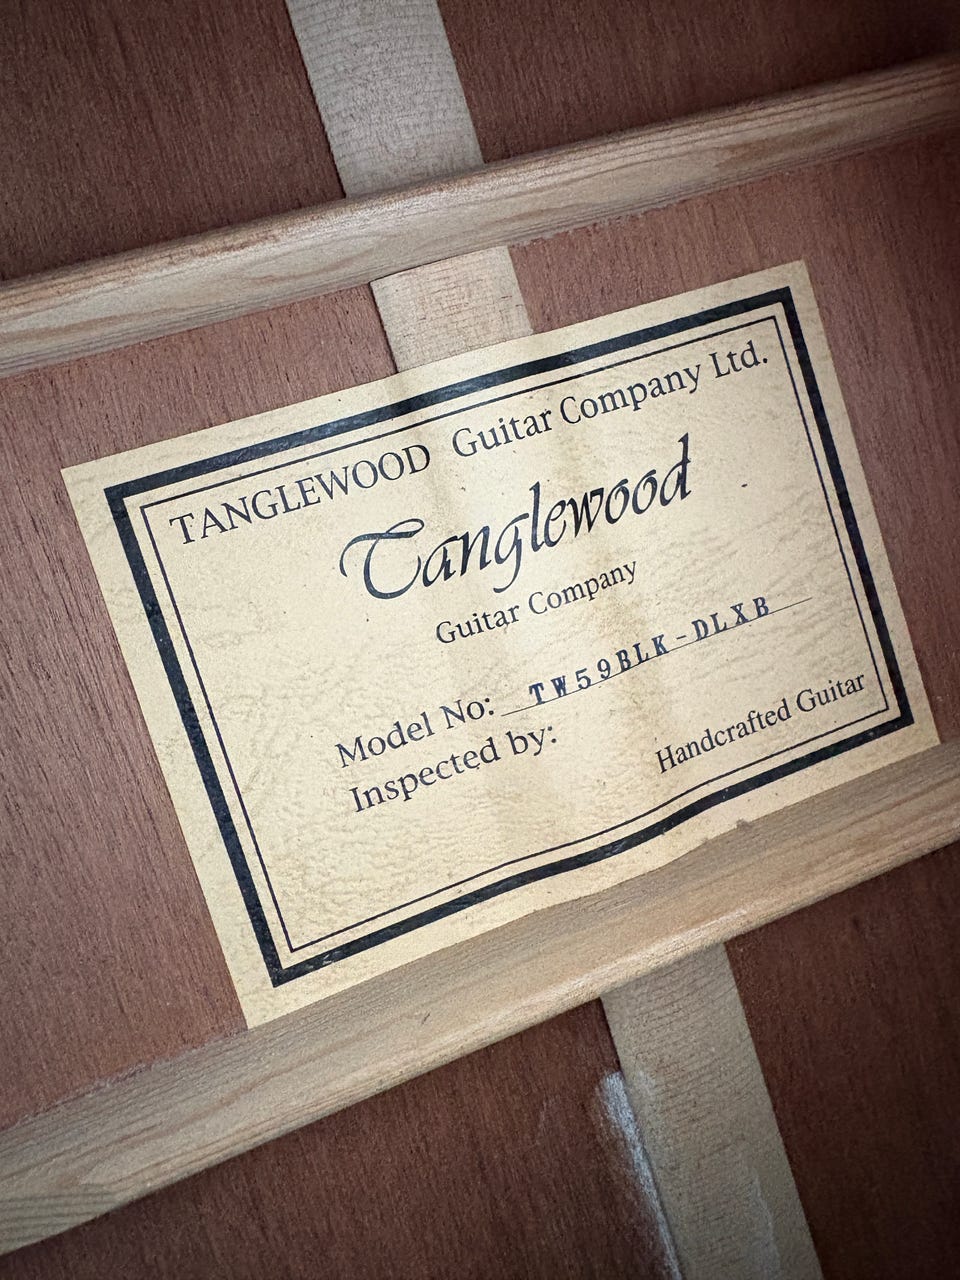 TANGLEWOOD Guitar Company Ltd.
Tanglewood
Guitar Company
Model No: TW59BLK-DLXB
Inspected by:
Handcrafted Guitar